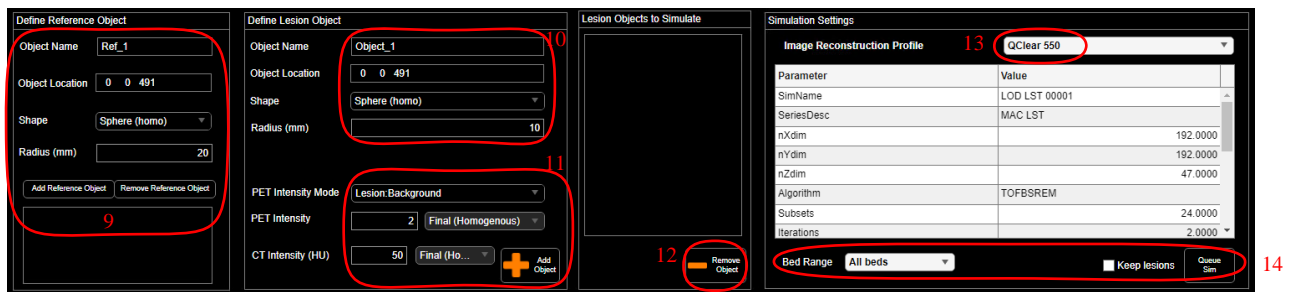 Define Reference Object
Object Name Ref_1
Object Location 0 0 491
Shape Sphere (homo)
Radius (mm) 20
Add Reference Object Remove Reference Object
9
Define Lesion Object
10
Object Name Object_1
Object Location 0 0 491
Shape Sphere (homo)
Radius (mm) 10
11
PET Intensity Mode Lesion:Background
PET Intensity 2 Final (Homogenous)
CT Intensity (HU) 50 Final (Ho...
Add
Object
Lesion Objects to Simulate
12
Remove
Object
Simulation Settings
Image Reconstruction Profile 13 QClear 550
Parameter Value
SimName LOD LST 00001
SeriesDesc MAC LST
nXdim 192.0000
nYdim 192.0000
nZdim 47.0000
Algorithm TOFBSREM
Subsets 24.0000
Iterations 2.0000
Bed Range All beds Keep lesions
Queue
Sim
14